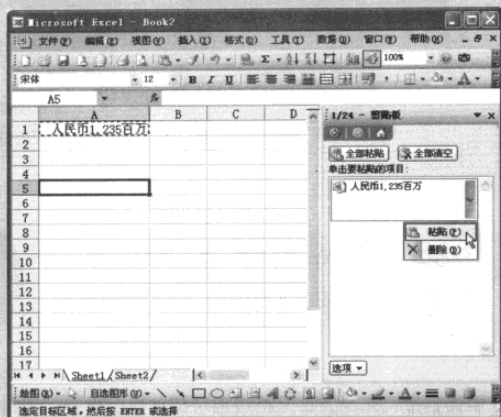 Microsoft Excel - Book2
文件(F) 编辑(E) 视图(V) 插入(I) 格式(O) 工具(T) 数据(D) 窗口(W) 帮助(H)
100%
宋体 12 B I U
A5 fx
A B C D
1 人民币1,235百万
2
3
4
5
6
7
8
9
10
11
12
13
14
15
16
17
1/24 - 剪贴板
全部粘贴 全部清空
单击要粘贴的项目:
人民币1,235百万
粘贴(P)
删除(D)
选项
Sheet1 Sheet2
绘图(R) 自选图形(U)
选定目标区域，然后按 ENTER 或选择